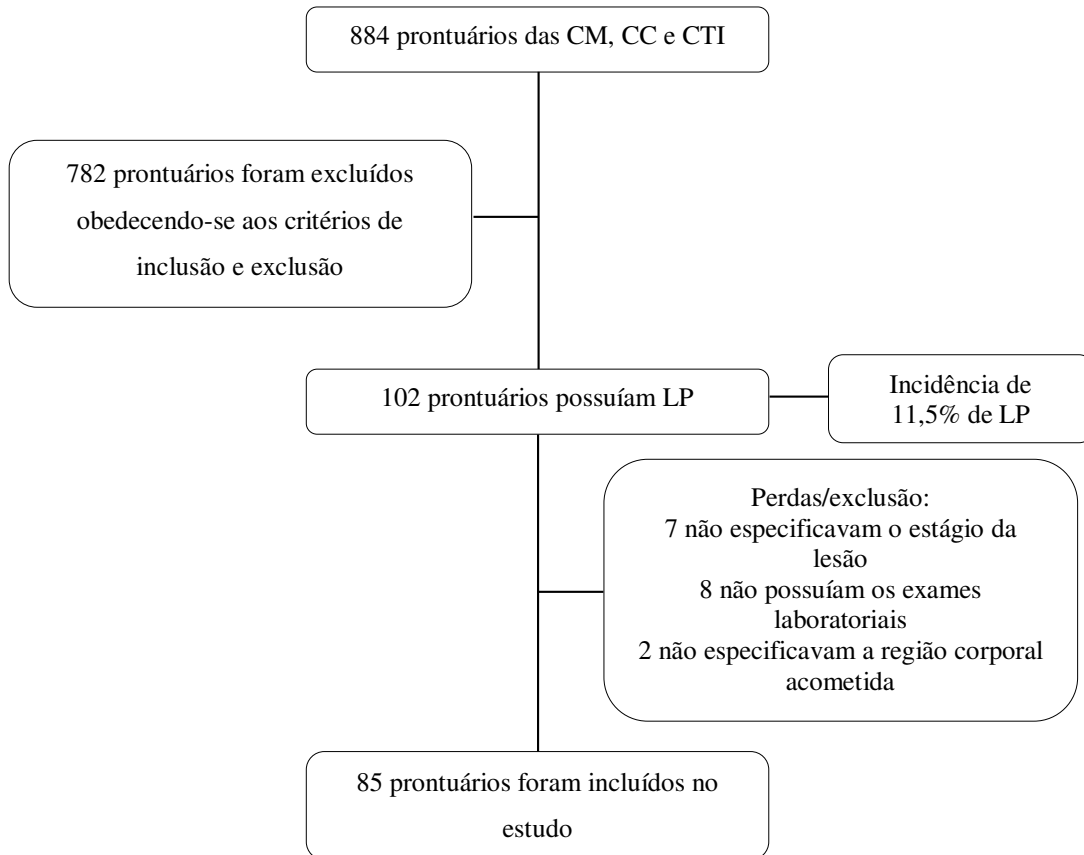 884 prontuários das CM, CC e CTI
782 prontuários foram excluídos
obedecendo-se aos critérios de
inclusão e exclusão
102 prontuários possuíam LP
Incidência de
11,5% de LP
Perdas/exclusão:
7 não especificavam o estágio da
lesão
8 não possuíam os exames
laboratoriais
2 não especificavam a região corporal
acometida
85 prontuários foram incluídos no
estudo